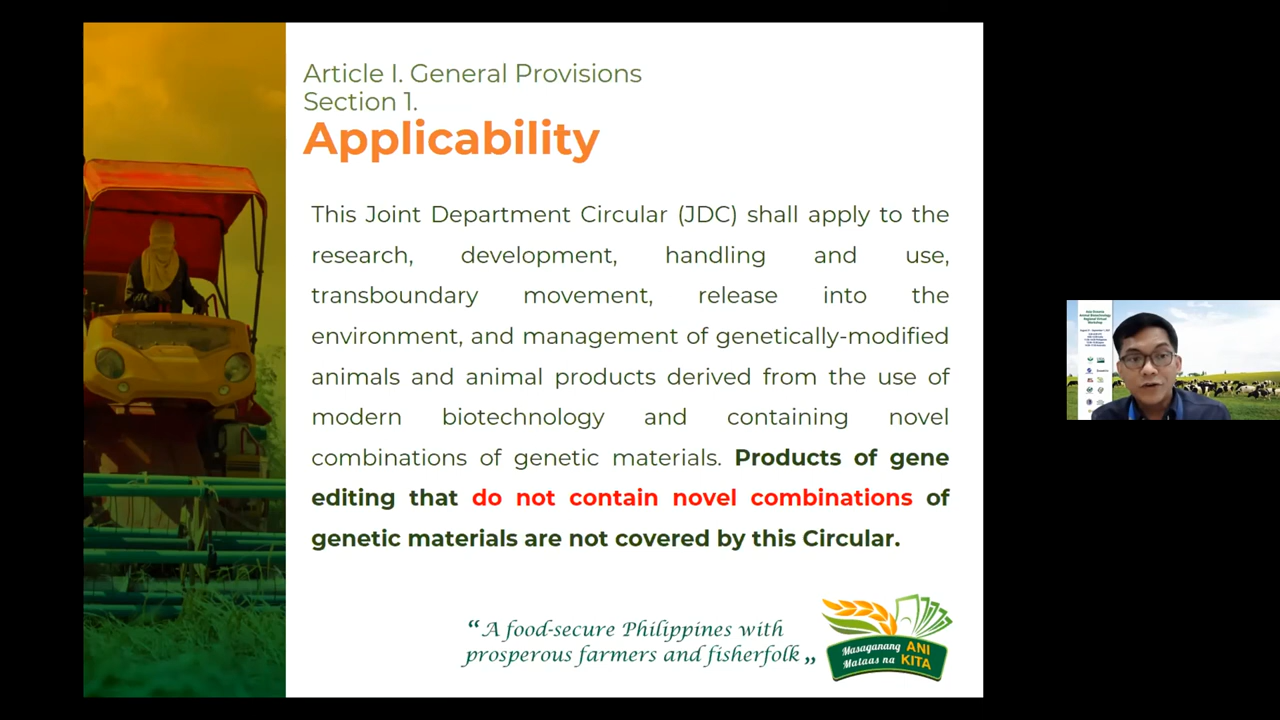 Article I. General Provisions
Section 1.
Applicability
This Joint Department Circular (JDC) shall apply to the
research, development, handling and use,
transboundary movement, release into the
environment, and management of genetically-modified
animals and animal products derived from the use of
modern biotechnology and containing novel
combinations of genetic materials. Products of gene
editing that do not contain novel combinations of
genetic materials are not covered by this Circular.
“A food-secure Philippines with
prosperous farmers and fisherfolk„
Masaganang ANI
Mataas na KITA